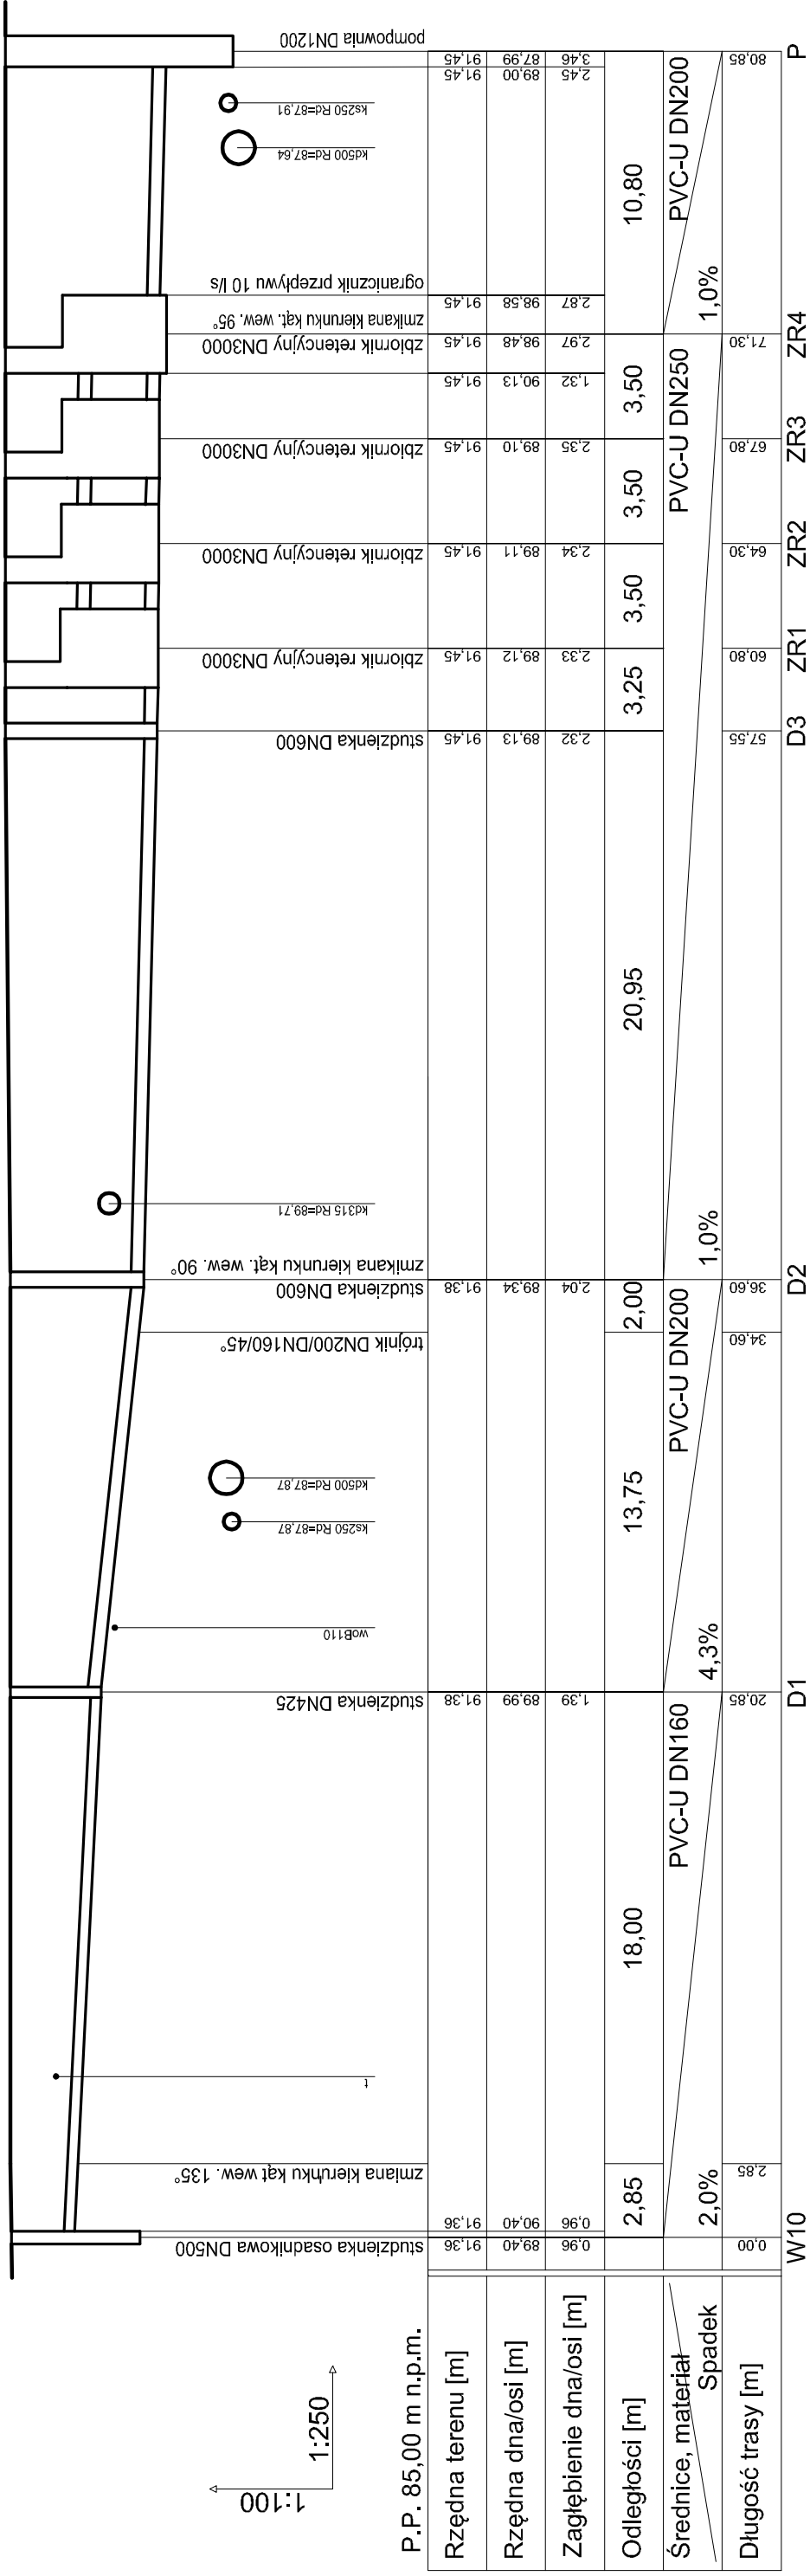 1:100
1:250
P.P. 85,00 m n.p.m.
Rzędna terenu [m]
91,36 91,36 91,38 91,38 91,45 91,45 91,45 91,45 91,45 91,45 91,45 91,45 91,45
Rzędna dna/osi [m]
89,40 90,40 89,99 89,34 89,13 89,12 89,11 89,10 90,13 98,48 98,58 89,00 87,99
Zagłębienie dna/osi [m]
0,96 0,96 1,39 2,04 2,32 2,33 2,34 2,35 1,32 2,97 2,87 2,45 3,46
Odległości [m]
2,85 18,00 13,75 2,00 20,95 3,25 3,50 3,50 3,50 10,80
Średnice, materiał
Spadek
PVC-U DN160
2,0%
PVC-U DN200
4,3%
PVC-U DN250
1,0%
PVC-U DN200
1,0%
Długość trasy [m]
0,00 2,85 20,85 34,60 36,60 57,55 60,80 64,30 67,80 71,30 80,85
W10 D1 D2 D3 ZR1 ZR2 ZR3 ZR4 P
studzienka osadnikowa DN500
zmiana kieruhku kąt wew. 135°
t
studzienka DN425
woB110
ks250 Rd=87,87
kd500 Rd=87,87
trójnik DN200/DN160/45°
studzienka DN600
zmikana kierunku kąt. wew. 90°
kd315 Rd=89,71
studzienka DN600
zbiornik retencyjny DN3000
zbiornik retencyjny DN3000
zbiornik retencyjny DN3000
zbiornik retencyjny DN3000
zmikana kierunku kąt. wew. 95°
ogranicznik przepływu 10 l/s
kd500 Rd=87,64
ks250 Rd=87,91
pompownia DN1200